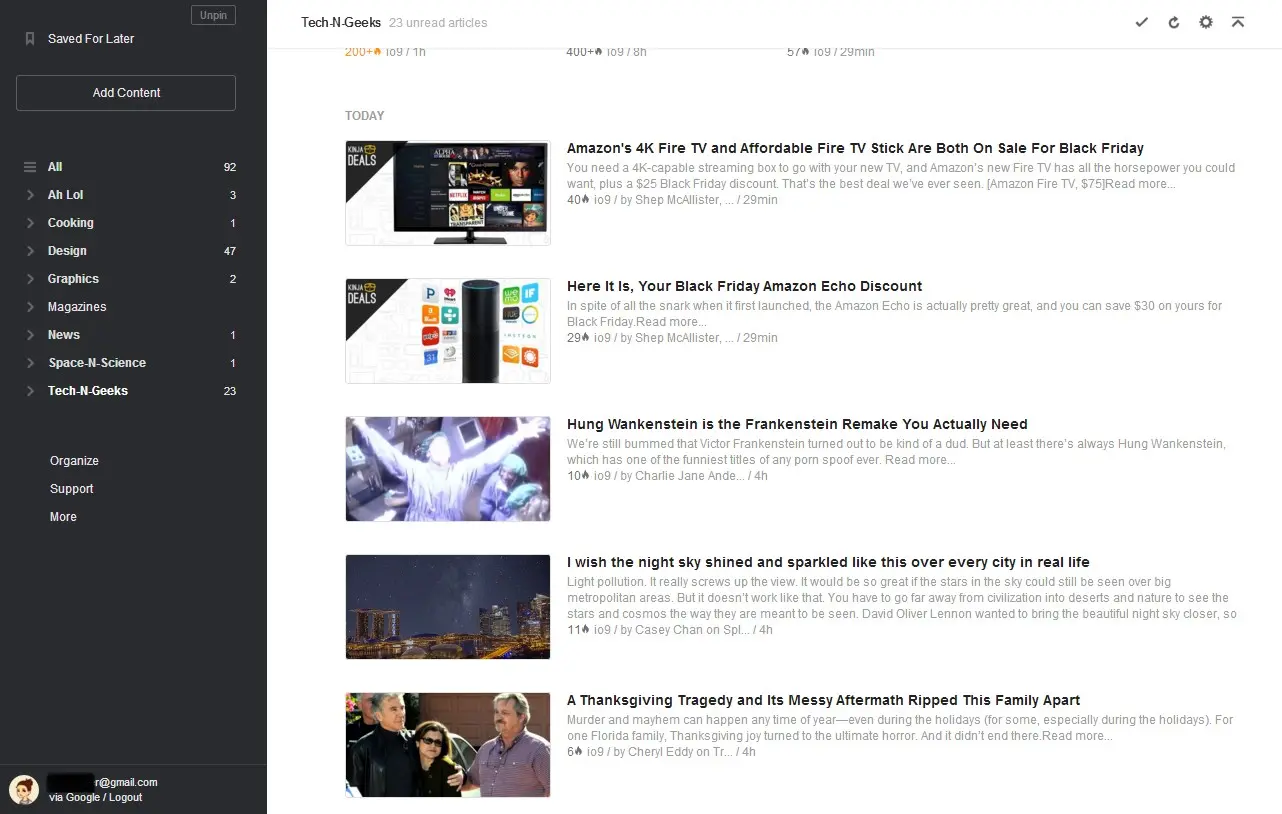 Unpin
Saved For Later
Add Content
All 92
Ah Lol 3
Cooking 1
Design 47
Graphics 2
Magazines
News 1
Space-N-Science 1
Tech-N-Geeks 23
Organize
Support
More
r@gmail.com
via Google / Logout
Tech-N-Geeks 23 unread articles
200+ io9 / 1h
400+ io9 / 8h
57 io9 / 29min
TODAY
KINJA
DEALS
Amazon's 4K Fire TV and Affordable Fire TV Stick Are Both On Sale For Black Friday
You need a 4K-capable streaming box to go with your new TV, and Amazon's new Fire TV has all the horsepower you could
want, plus a $25 Black Friday discount. That's the best deal we've ever seen. [Amazon Fire TV, $75]Read more...
40 io9 / by Shep McAllister, ... / 29min
KINJA
DEALS
Here It Is, Your Black Friday Amazon Echo Discount
In spite of all the snark when it first launched, the Amazon Echo is actually pretty great, and you can save $30 on yours for
Black Friday.Read more...
29 io9 / by Shep McAllister, ... / 29min
Hung Wankenstein is the Frankenstein Remake You Actually Need
We're still bummed that Victor Frankenstein turned out to be kind of a dud. But at least there's always Hung Wankenstein,
which has one of the funniest titles of any porn spoof ever. Read more...
10 io9 / by Charlie Jane Ande... / 4h
I wish the night sky shined and sparkled like this over every city in real life
Light pollution. It really screws up the view. It would be so great if the stars in the sky could still be seen over big
metropolitan areas. But it doesn't work like that. You have to go far away from civilization into deserts and nature to see the
stars and cosmos the way they are meant to be seen. David Oliver Lennon wanted to bring the beautiful night sky closer, so
11 io9 / by Casey Chan on Spl... / 4h
A Thanksgiving Tragedy and Its Messy Aftermath Ripped This Family Apart
Murder and mayhem can happen any time of year—even during the holidays (for some, especially during the holidays). For
one Florida family, Thanksgiving joy turned to the ultimate horror. And it didn't end there.Read more...
6 io9 / by Cheryl Eddy on Tr... / 4h